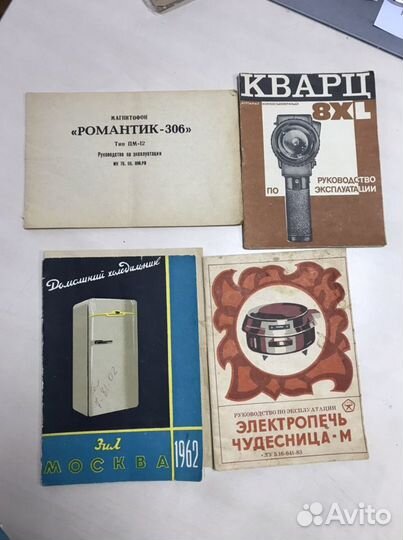 МАГНИТОФОН
«РОМАНТИК-306»
Тип ПМ-12
Руководство по эксплуатации
КВАРЦ
8XL
РУКОВОДСТВО
ПО ЭКСПЛУАТАЦИИ
Домашний холодильник
ЗиЛ
МОСКВА 1962
РУКОВОДСТВО ПО ЭКСПЛУАТАЦИИ
ЭЛЕКТРОПЕЧЬ
ЧУДЕСНИЦА-М
Avito